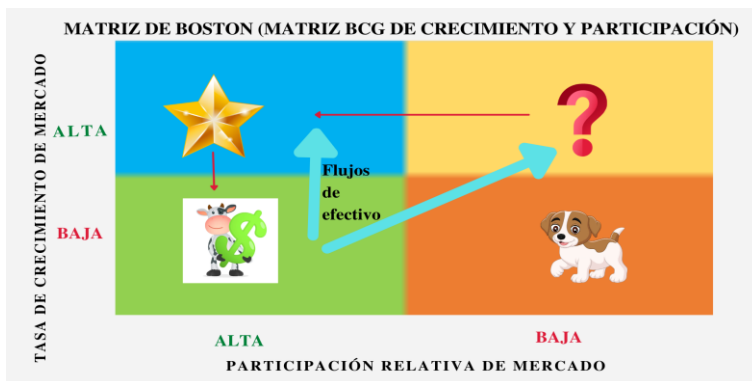 MATRIZ DE BOSTON (MATRIZ BCG DE CRECIMIENTO Y PARTICIPACIÓN)
TASA DE CRECIMIENTO DE MERCADO
ALTA
Flujos
de
efectivo
BAJA
ALTA
BAJA
PARTICIPACIÓN RELATIVA DE MERCADO